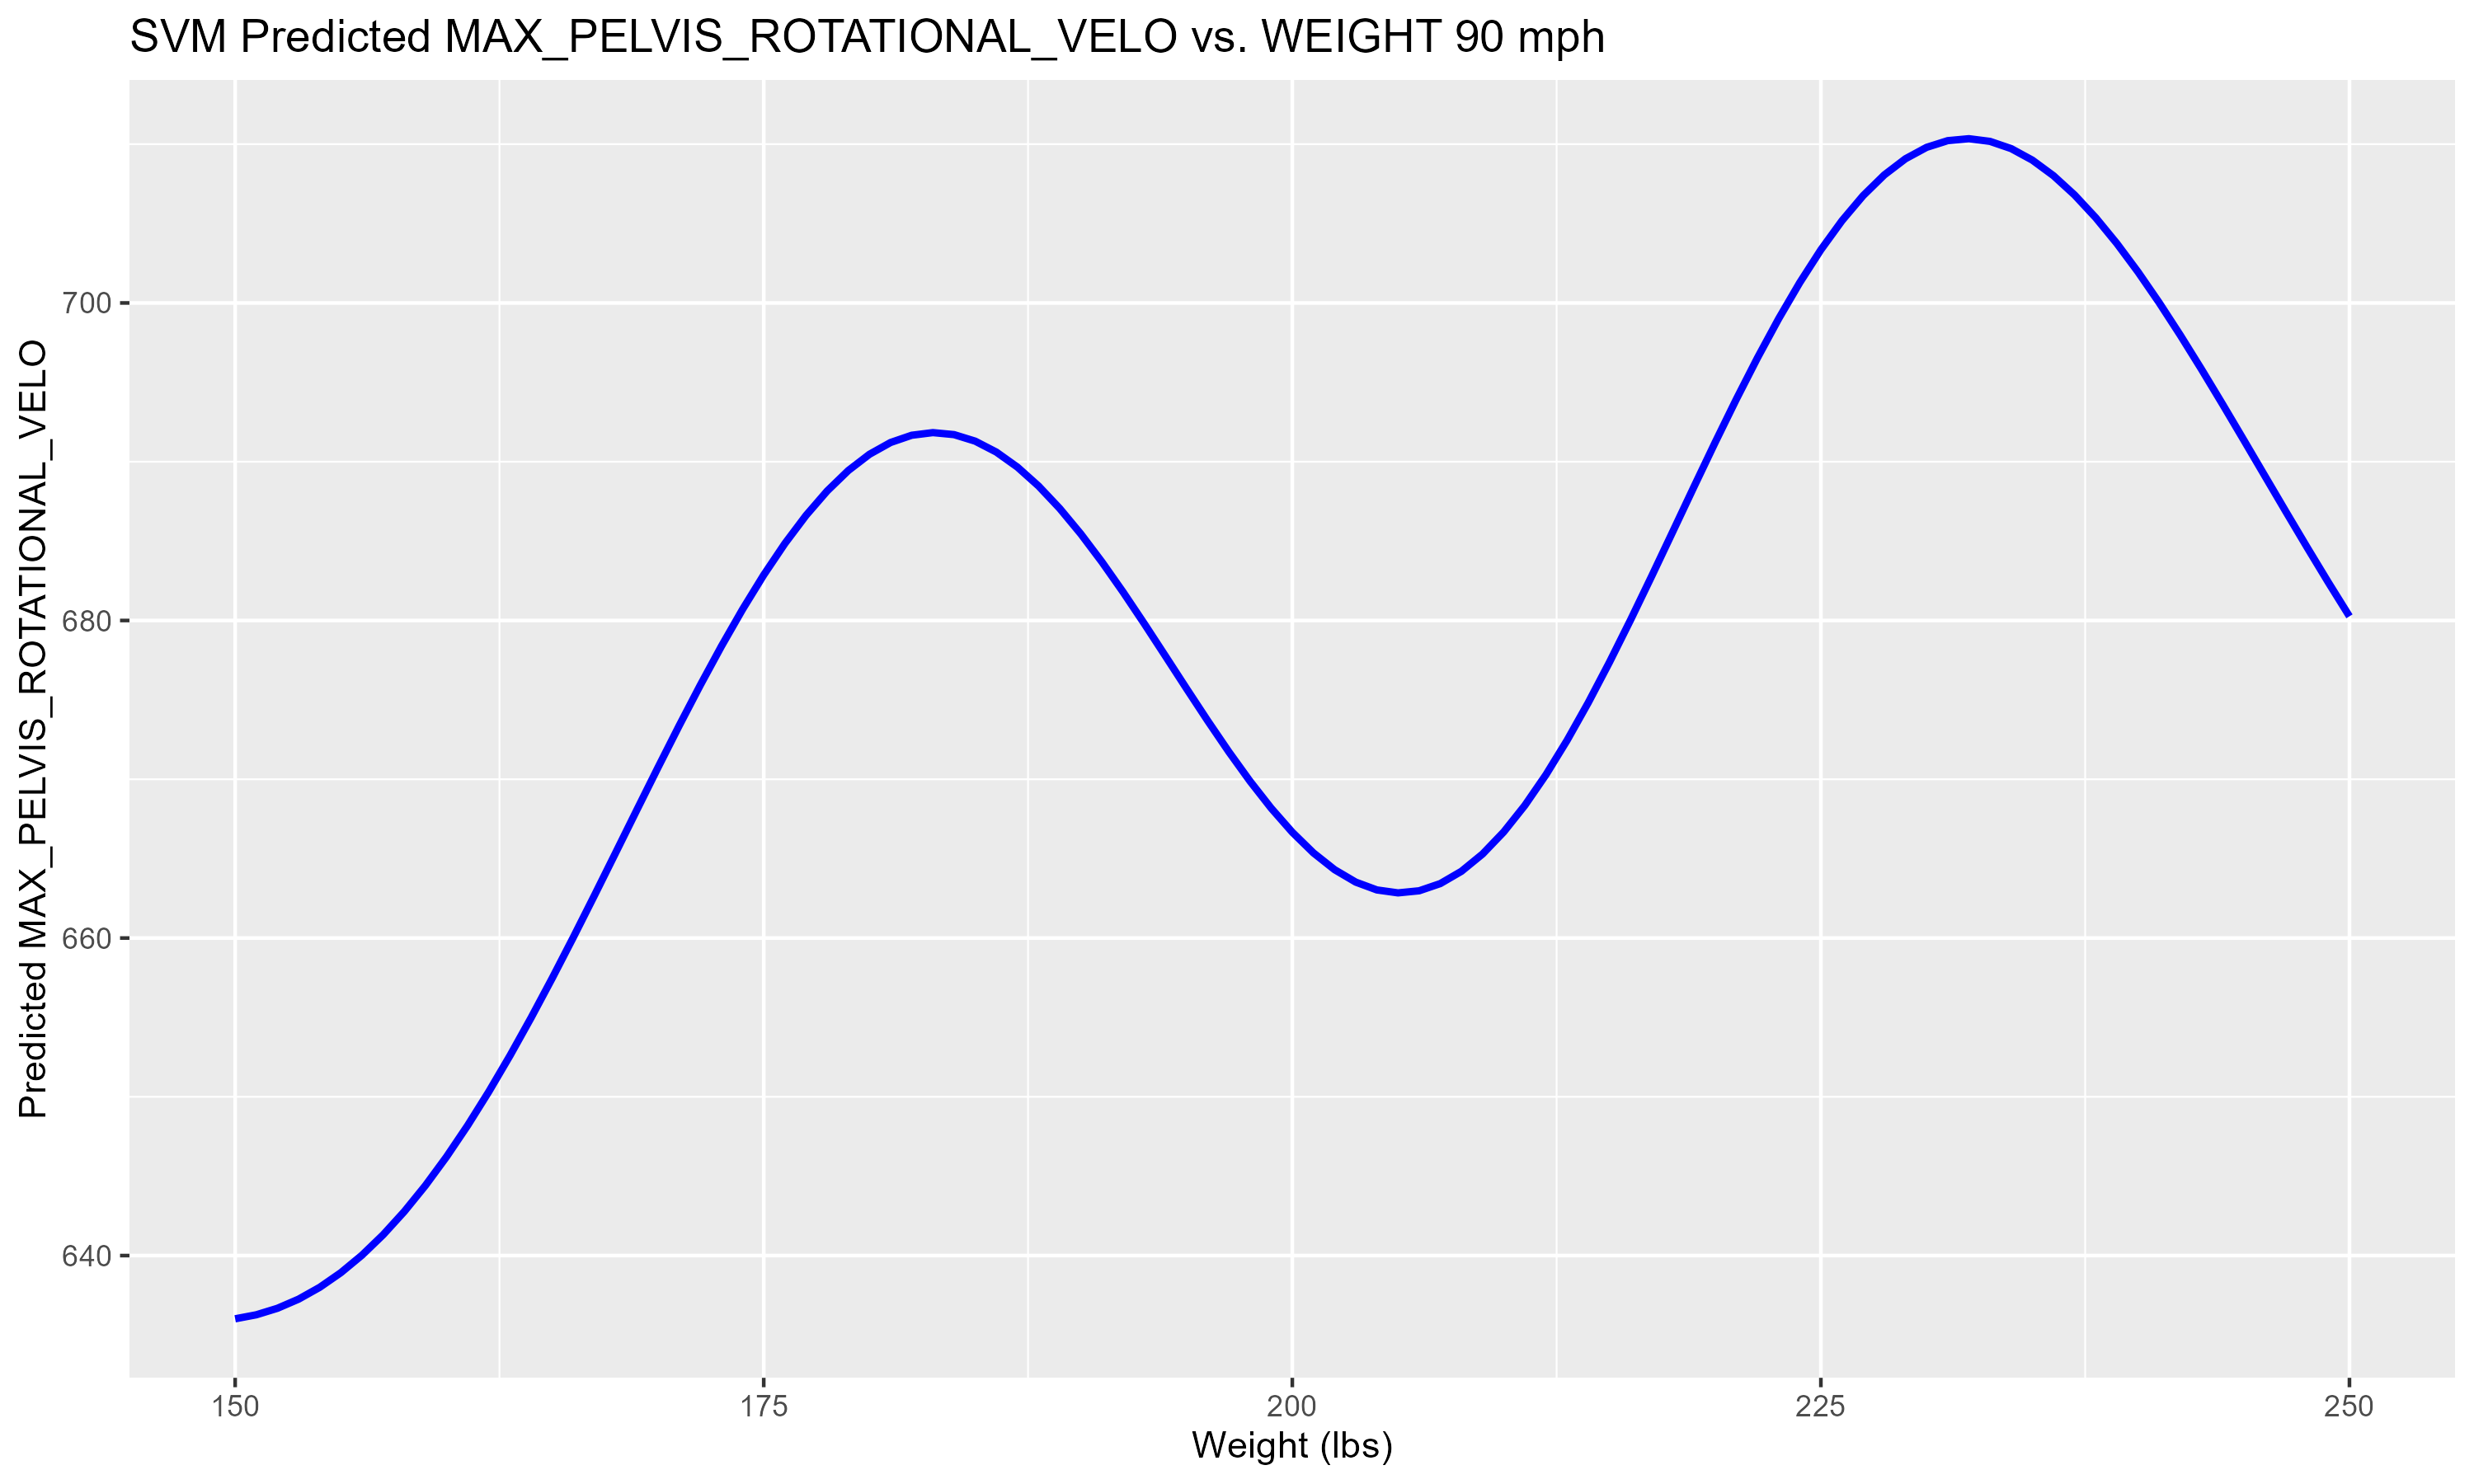 SVM Predicted MAX_PELVIS_ROTATIONAL_VELO vs. WEIGHT 90 mph
Predicted MAX_PELVIS_ROTATIONAL_VELO
700
680
660
640
150 175 200 225 250
Weight (lbs)